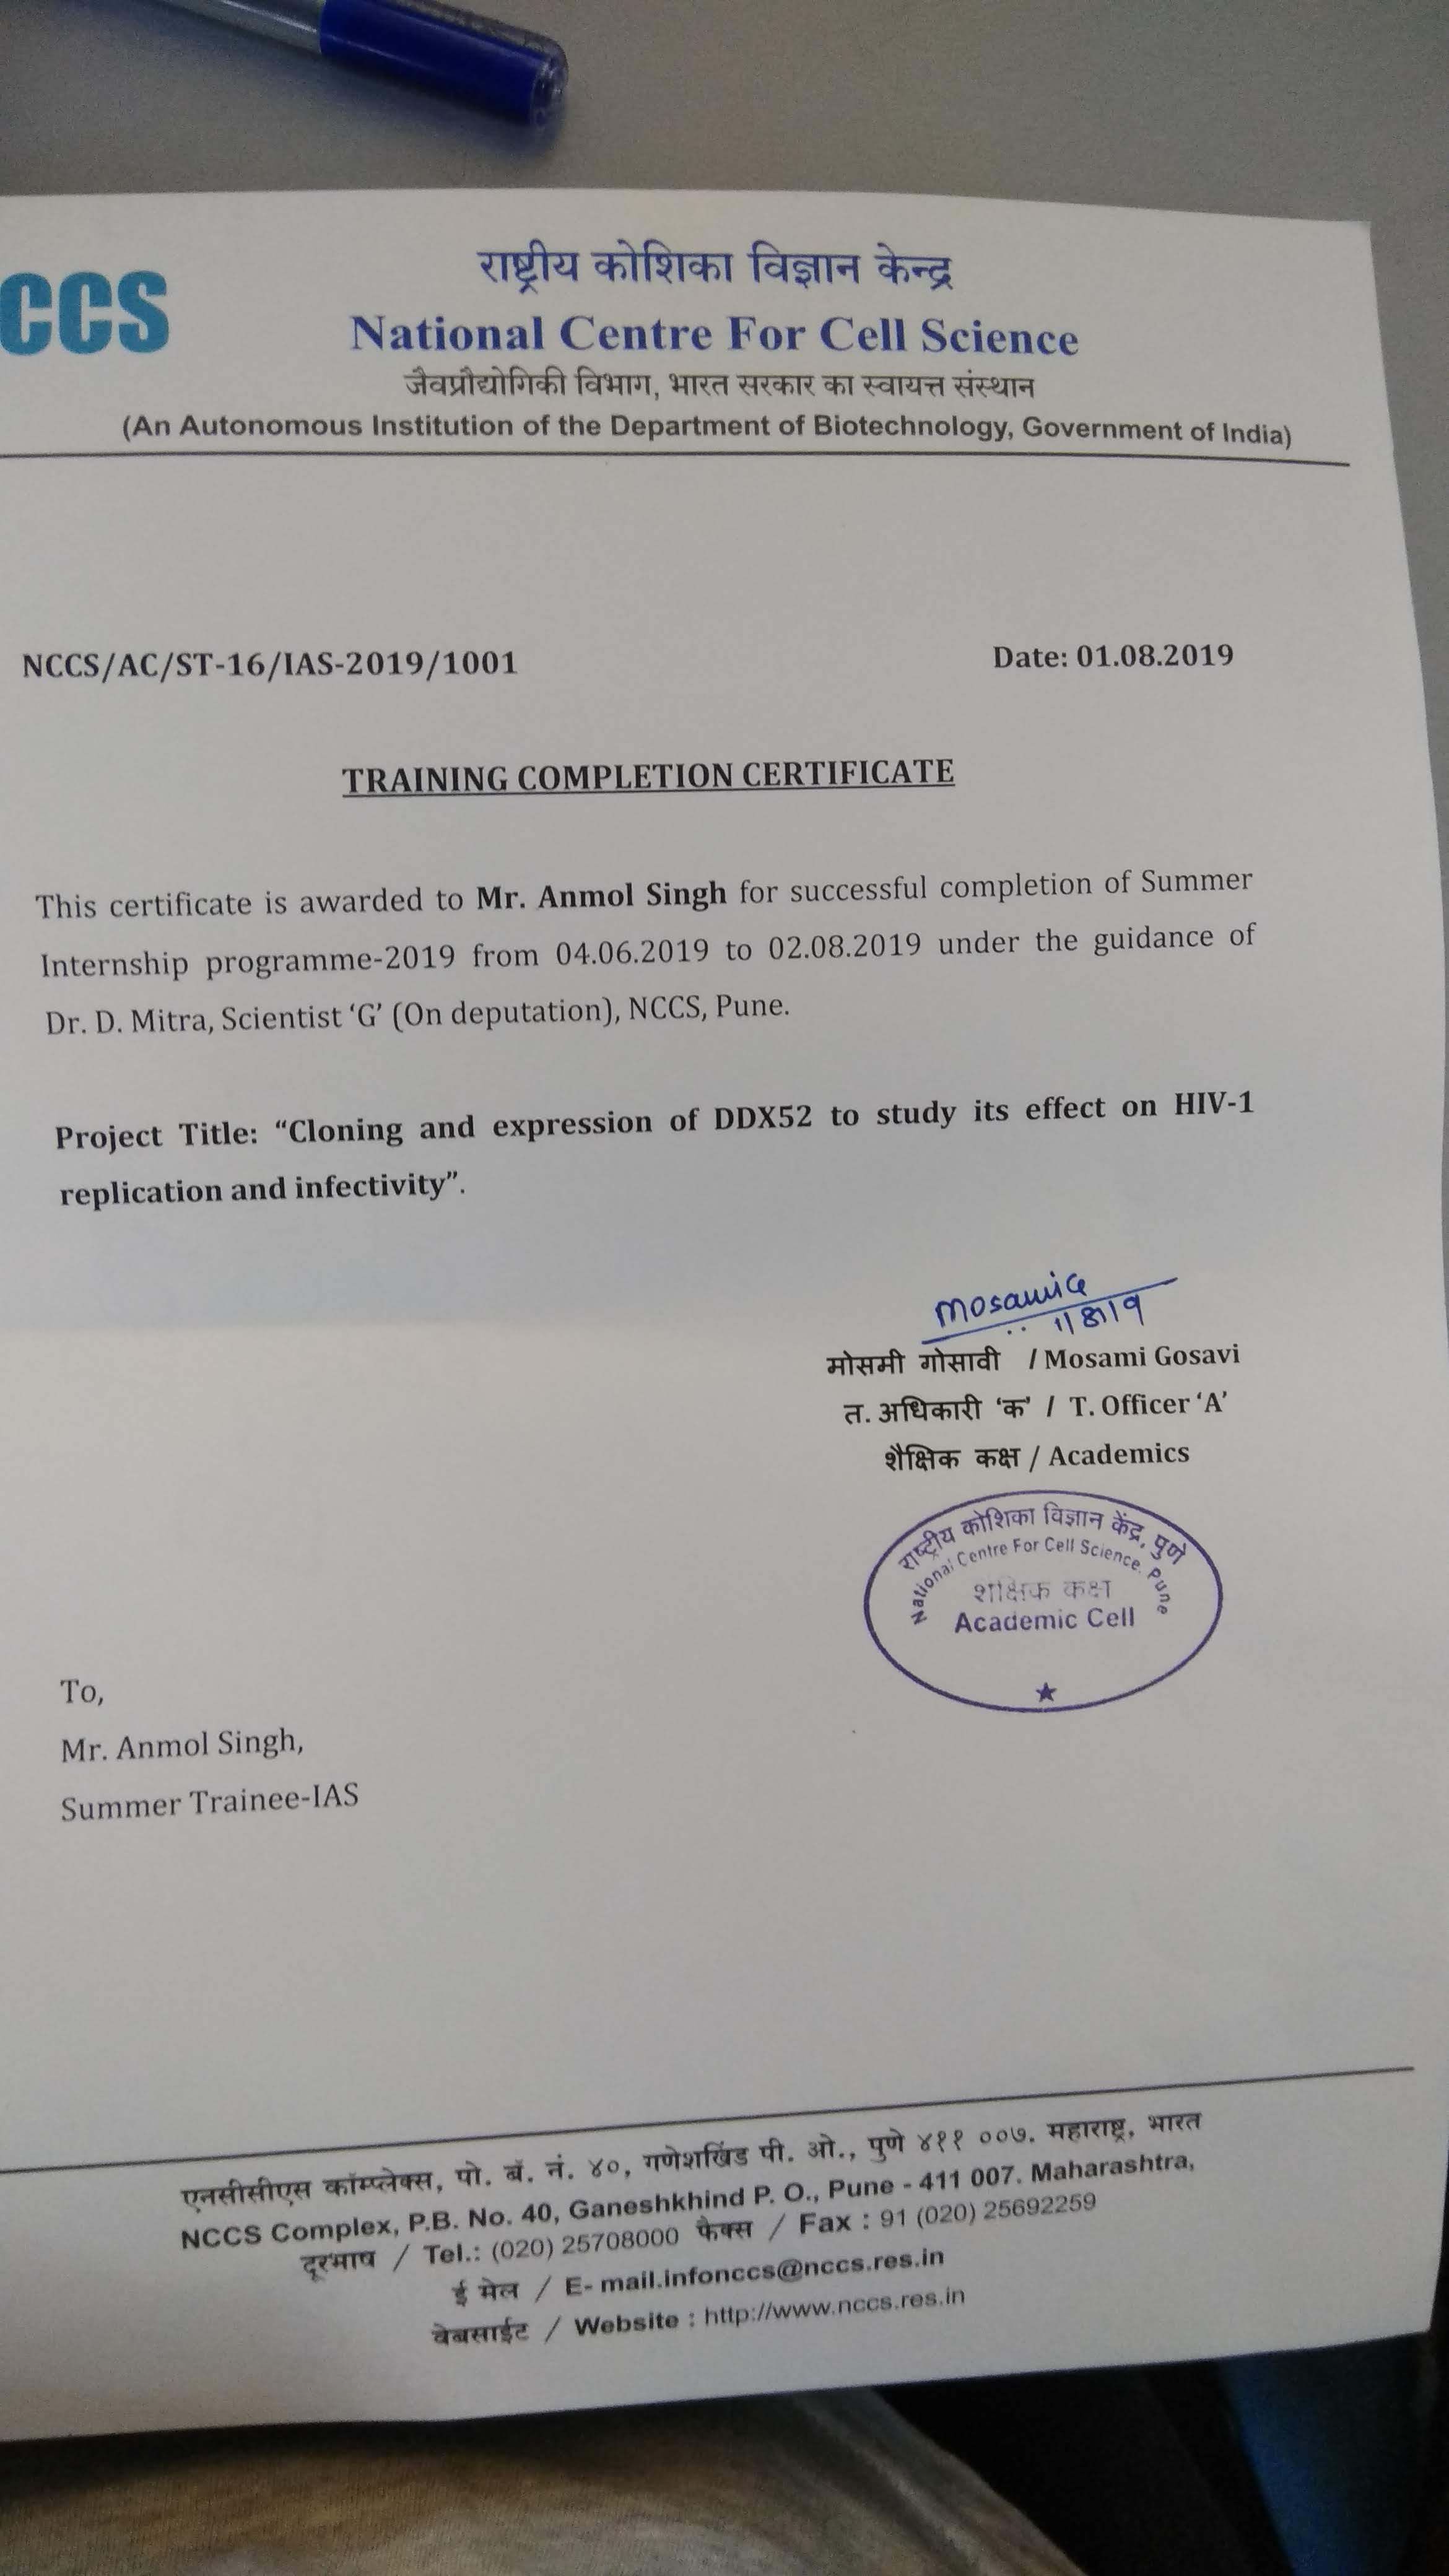 CCS
राष्ट्रीय कोशिका विज्ञान केन्द्र
National Centre For Cell Science
जैवप्रौद्योगिकी विभाग, भारत सरकार का स्वायत्त संस्थान
(An Autonomous Institution of the Department of Biotechnology, Government of India)
NCCS/AC/ST-16/IAS-2019/1001 Date: 01.08.2019
TRAINING COMPLETION CERTIFICATE
This certificate is awarded to Mr. Anmol Singh for successful completion of Summer
Internship programme-2019 from 04.06.2019 to 02.08.2019 under the guidance of
Dr. D. Mitra, Scientist ‘G’ (On deputation), NCCS, Pune.
Project Title: “Cloning and expression of DDX52 to study its effect on HIV-1
replication and infectivity”.
MosamiG
1/8/19
मोसमी गोसावी / Mosami Gosavi
त. अधिकारी ‘क’ / T. Officer ‘A’
शैक्षिक कक्ष / Academics
राष्ट्रीय कोशिका विज्ञान केंद्र, पुणे
National Centre For Cell Science, Pune
शैक्षिक कक्ष
Academic Cell
To,
Mr. Anmol Singh,
Summer Trainee-IAS
एनसीसीएस कॉम्प्लेक्स, पो. बॅ. नं. ४०, गणेशखिंड पी. ओ., पुणे ४११ ००७. महाराष्ट्र, भारत
NCCS Complex, P.B. No. 40, Ganeshkhind P. O., Pune - 411 007. Maharashtra,
दूरभाष / Tel.: (020) 25708000 फैक्स / Fax : 91 (020) 25692259
ई मेल / E- mail.infonccs@nccs.res.in
वेबसाईट / Website : http://www.nccs.res.in